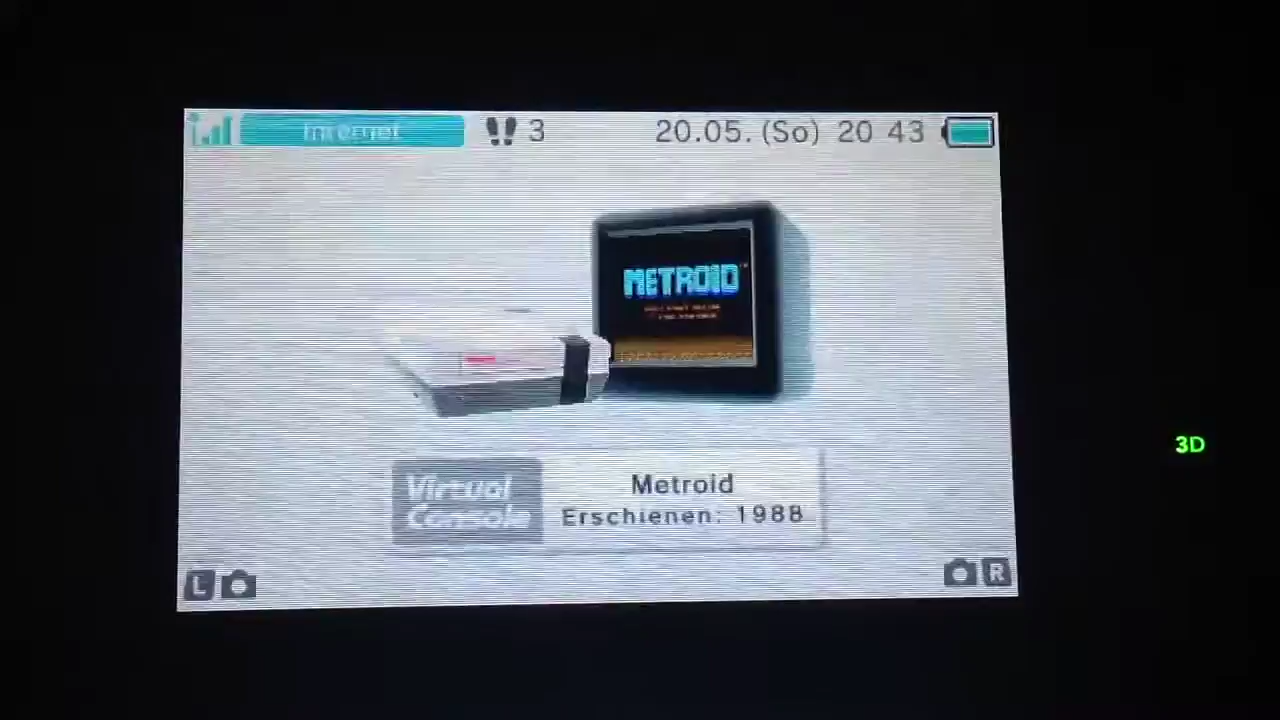 Internet 3 20.05. (So) 20 43
METROID
3D
Virtual
Console
Metroid
Erschienen: 1988
L R